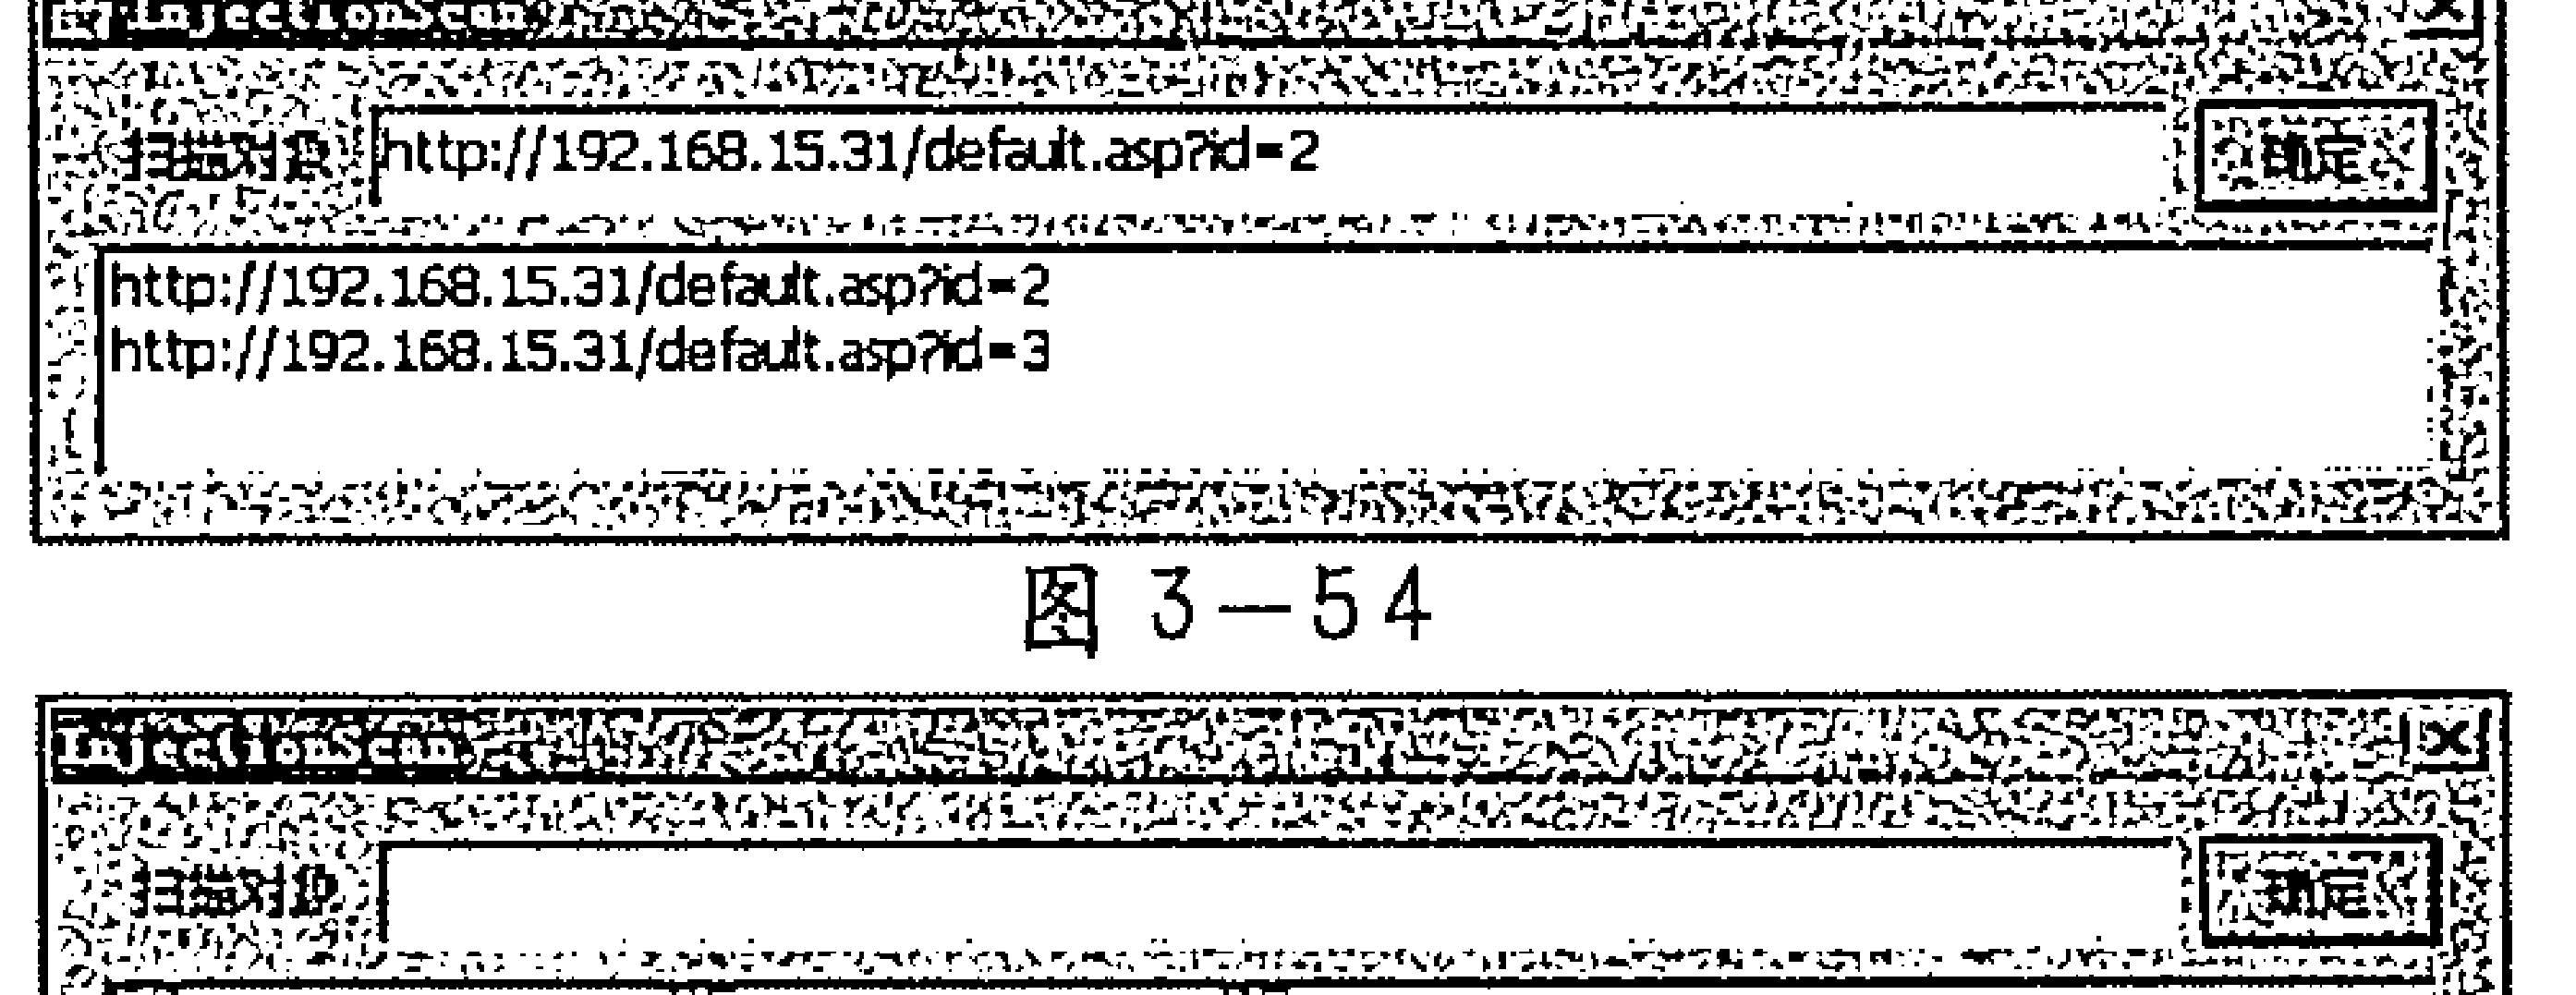 InjectionScan
扫描对象 http://192.168.15.31/default.asp?id=2 确定
http://192.168.15.31/default.asp?id=2
http://192.168.15.31/default.asp?id=3
图 3-54
InjectionScan
扫描对象 确定